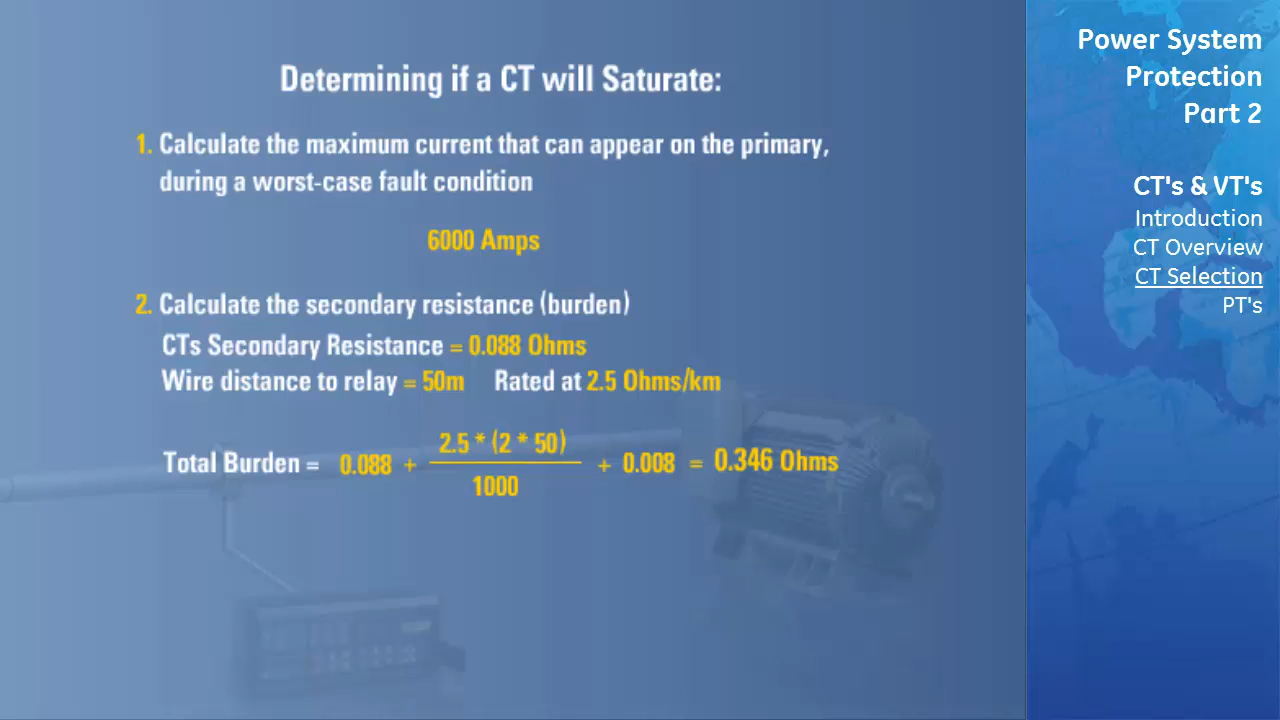 Determining if a CT will Saturate:
1. Calculate the maximum current that can appear on the primary,
during a worst-case fault condition
6000 Amps
2. Calculate the secondary resistance (burden)
CTs Secondary Resistance = 0.088 Ohms
Wire distance to relay = 50m Rated at 2.5 Ohms/km
2.5 * (2 * 50)
Total Burden = 0.088 + + 0.008 = 0.346 Ohms
1000
Power System
Protection
Part 2
CT's & VT's
Introduction
CT Overview
CT Selection
PT's